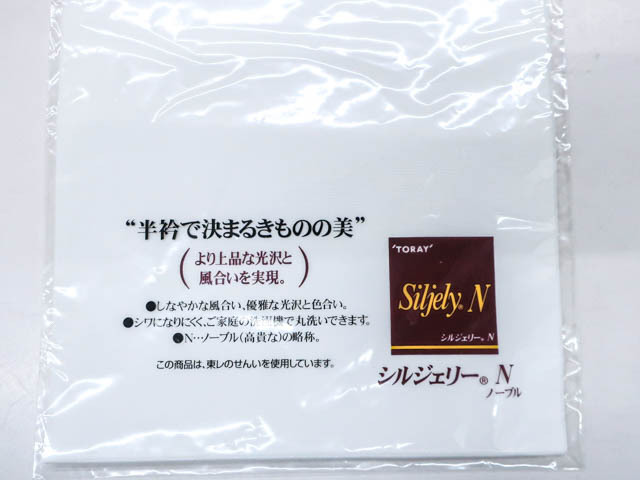 “半衿で決まるきものの美”
(より上品な光沢と
風合いを実現。)
●しなやかな風合い、優雅な光沢と色合い。
●シワになりにくく、ご家庭の洗濯機で丸洗いできます。
●N…ノーブル(高貴な)の略称。
この商品は、東レのせんいを使用しています。
'TORAY'
Siljely® N
シルジェリー® N
シルジェリー® N
ノーブル